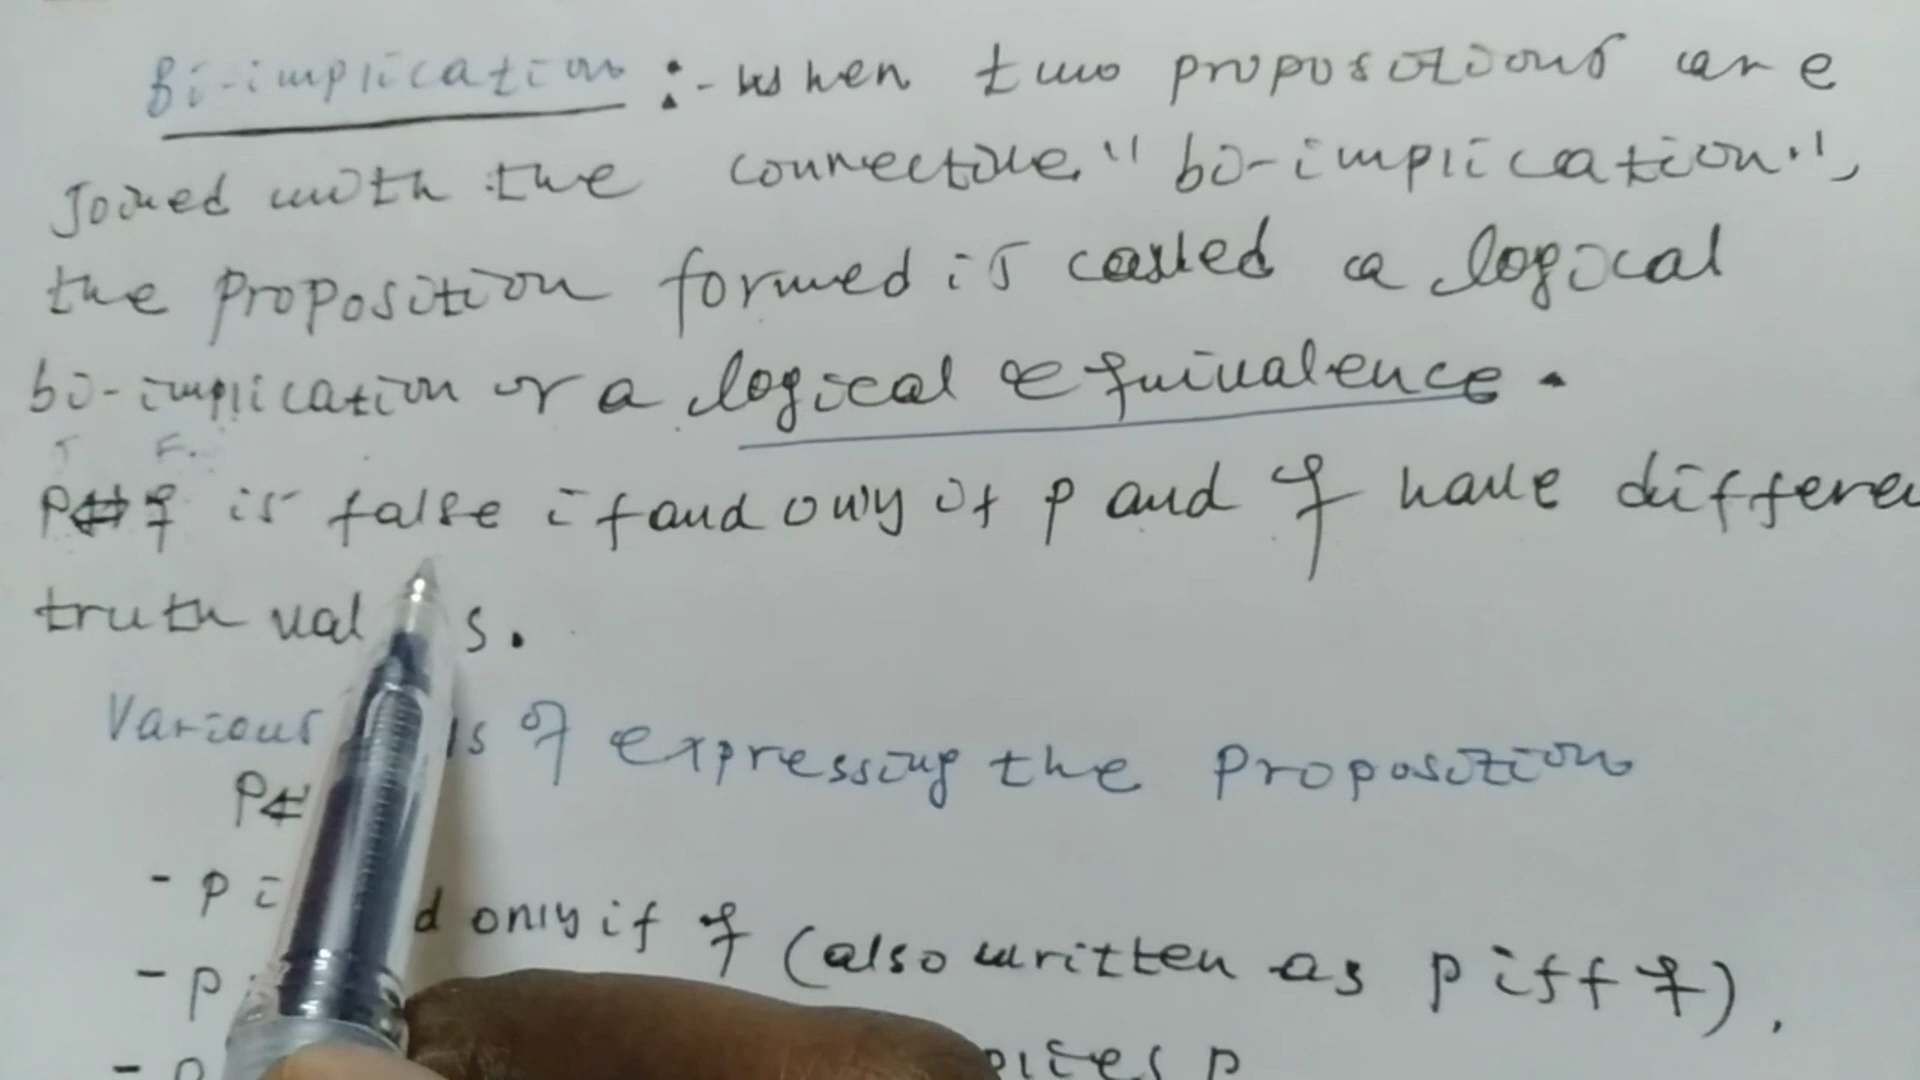 Bi-implication :- when two propositions are
Joined with the connective "bi-implication",
the proposition formed is called a logical
bi-implication or a logical equivalence.
T F.
P⇔q is false if and only if p and q have differen
truth val s.
Various s of expressing the proposition
P
- p only if q (also written as p iff q).
- p
- p plies p